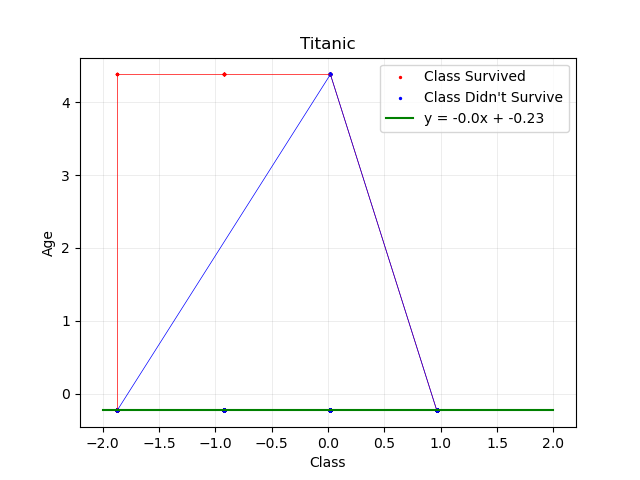 Titanic
Class Survived
Class Didn't Survive
y = -0.0x + -0.23
Age
4
3
2
1
0
−2.0 −1.5 −1.0 −0.5 0.0 0.5 1.0 1.5 2.0
Class